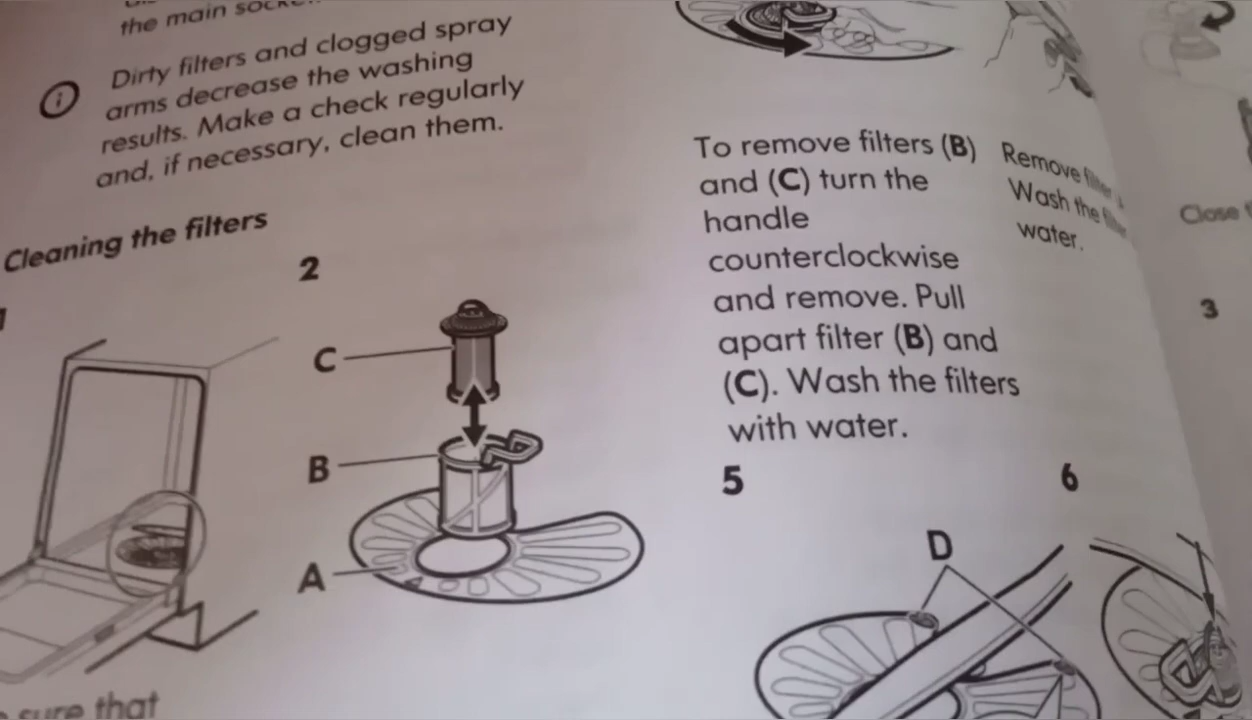 the main
Dirty filters and clogged spray
arms decrease the washing
results. Make a check regularly
and, if necessary, clean them.
Cleaning the filters
1
2
C
B
A
sure that
To remove filters (B)
and (C) turn the
handle
counterclockwise
and remove. Pull
apart filter (B) and
(C). Wash the filters
with water.
Remove
Wash the
water.
5
D
6
Close
3